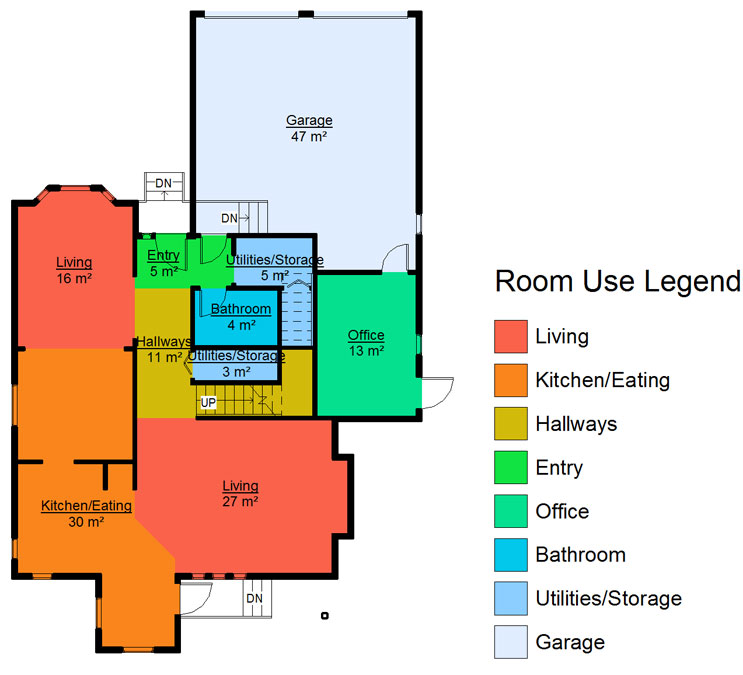 Garage
47 m²
DN
DN
Living
16 m²
Entry
5 m²
Utilities/Storage
5 m²
Bathroom
4 m²
Hallways
11 m²
Utilities/Storage
3 m²
Office
13 m²
UP
Living
27 m²
Kitchen/Eating
30 m²
DN
Room Use Legend
Living
Kitchen/Eating
Hallways
Entry
Office
Bathroom
Utilities/Storage
Garage